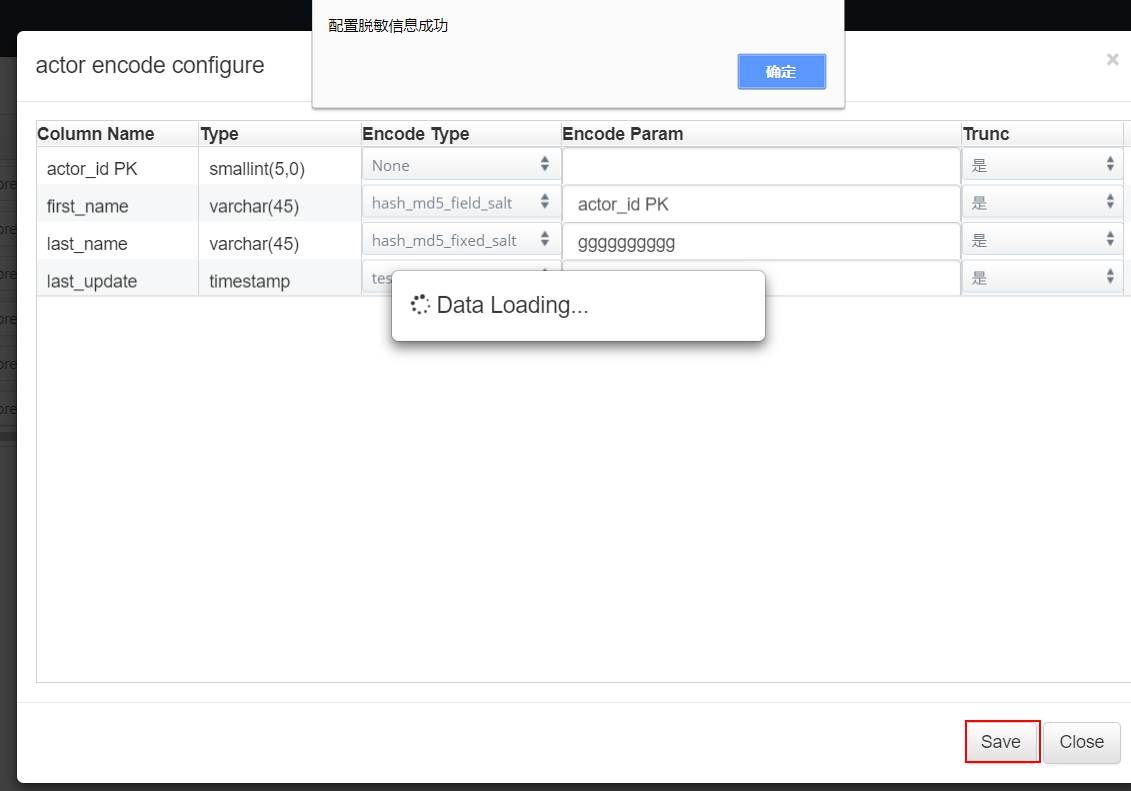 配置脱敏信息成功
确定
actor encode configure
×
Column Name Type Encode Type Encode Param Trunc
actor_id PK smallint(5,0) None 是
first_name varchar(45) hash_md5_field_salt actor_id PK 是
last_name varchar(45) hash_md5_fixed_salt gggggggggg 是
last_update timestamp tes 是
Data Loading...
Save Close